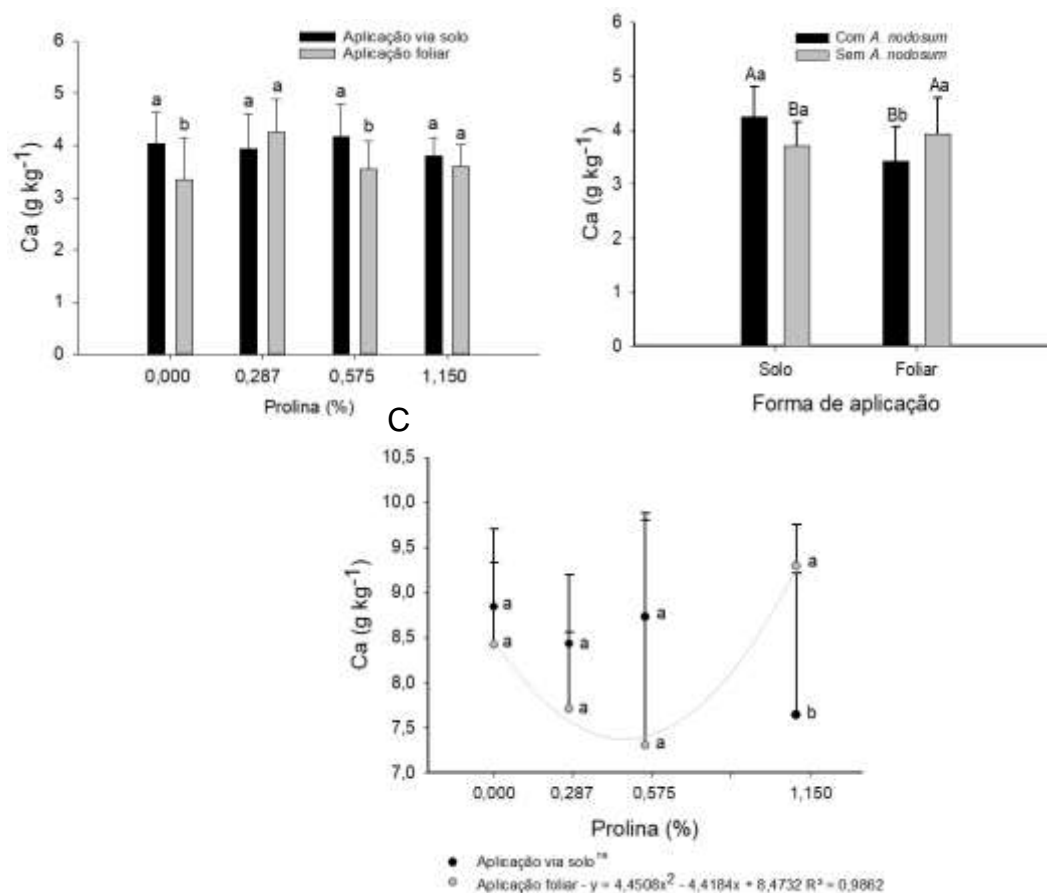 Aplicação via solo
Aplicação foliar
6
5
4
3
2
1
0
Ca (g kg-1)
a
b
a
a
a
b
a
a
0,000
0,287
0,575
1,150
Prolina (%)
Com A. nodosum
Sem A. nodosum
6
5
4
3
2
1
0
Ca (g kg-1)
Aa
Ba
Bb
Aa
Solo
Foliar
Forma de aplicação
C
10,5
10,0
9,5
9,0
8,5
8,0
7,5
7,0
Ca (g kg-1)
a
a
a
a
a
a
a
b
0,000
0,287
0,575
1,150
Prolina (%)
Aplicação via solo ns
Aplicação foliar - y = 4,4508x2 - 4,4184x + 8,4732 R² = 0,9862